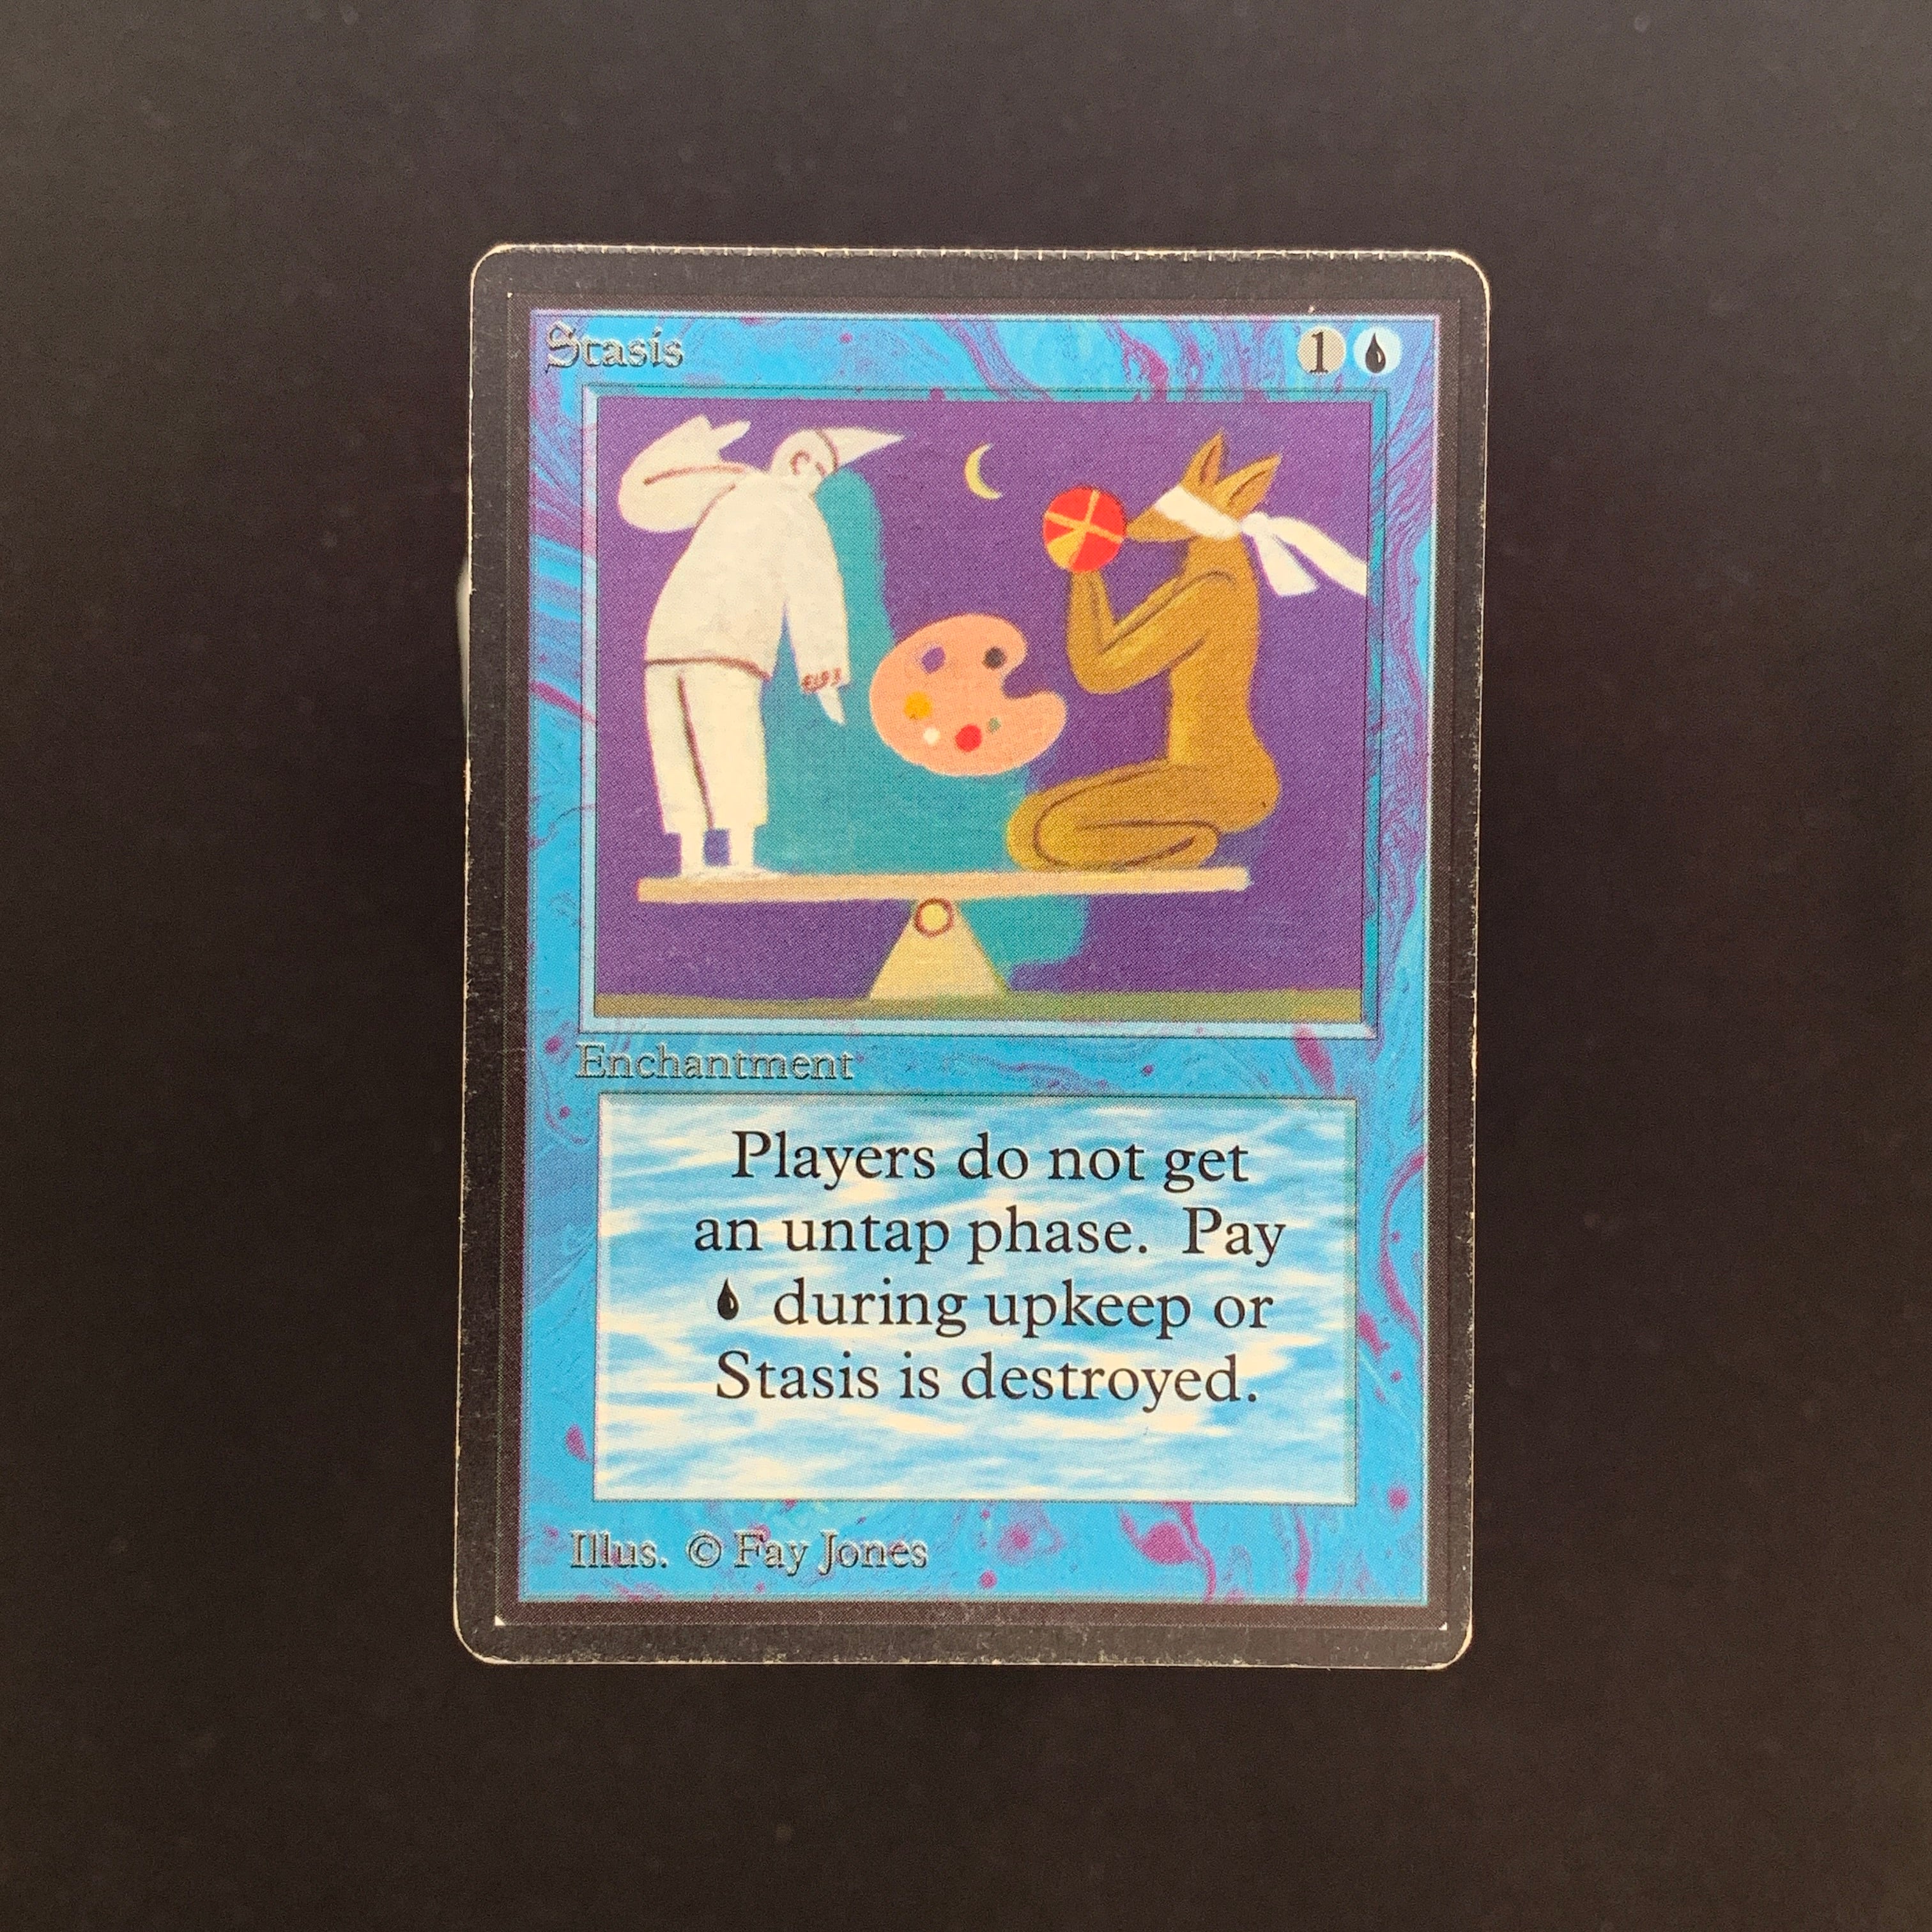 Stasis 1
Enchantment
Players do not get
an untap phase. Pay
during upkeep or
Stasis is destroyed.
Illus. © Fay Jones